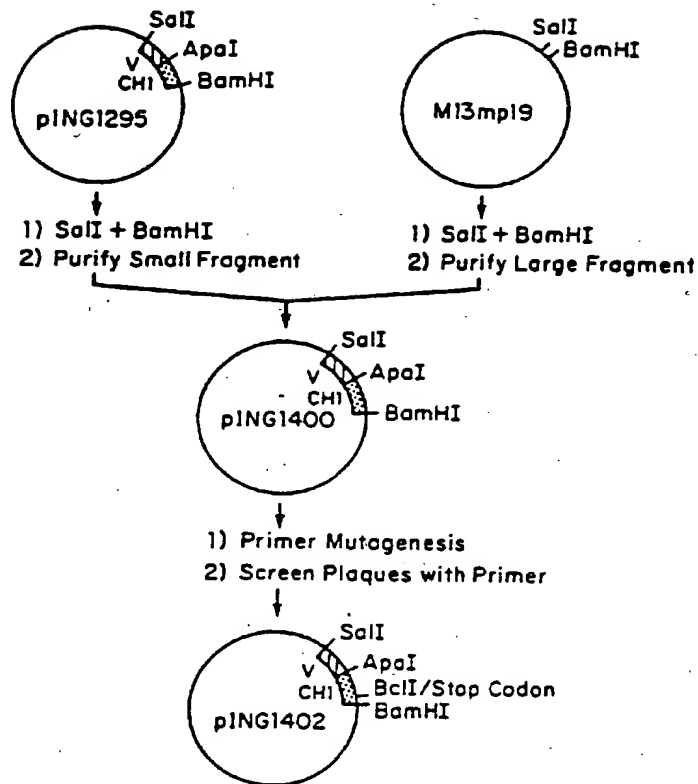 SalI
ApaI
V
CH1
BamHI
pING1295
SalI
BamHI
M13mp19
1) SalI + BamHI
2) Purify Small Fragment
1) SalI + BamHI
2) Purify Large Fragment
SalI
V
ApaI
CH1
BamHI
pING1400
1) Primer Mutagenesis
2) Screen Plaques with Primer
SalI
V
ApaI
CH1
BclI/Stop Codon
BamHI
pING1402